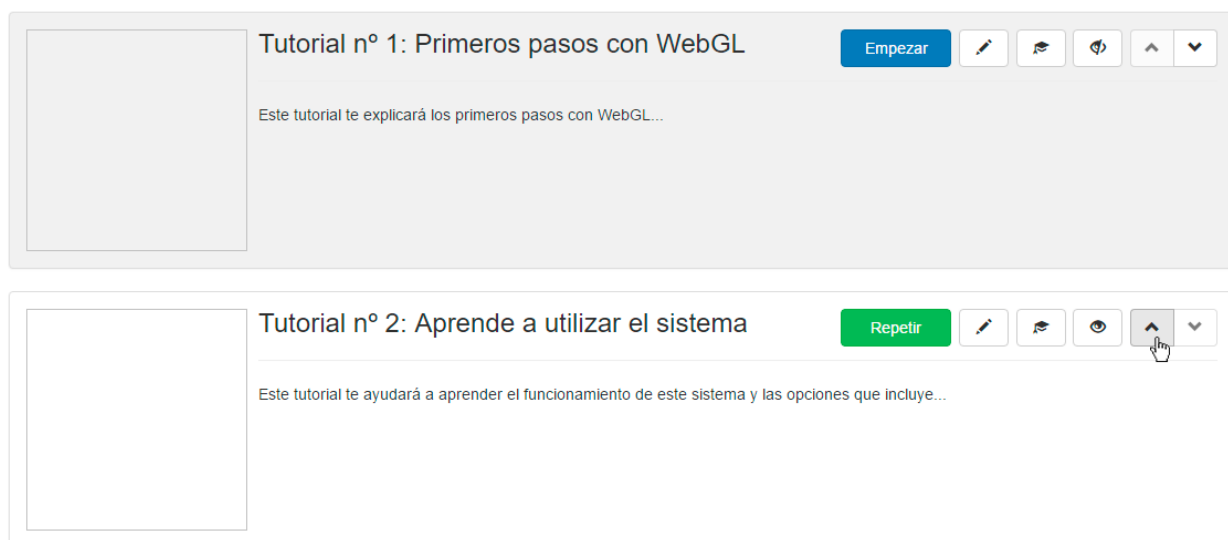 Tutorial nº 1: Primeros pasos con WebGL
Empezar
Este tutorial te explicará los primeros pasos con WebGL...
Tutorial nº 2: Aprende a utilizar el sistema
Repetir
Este tutorial te ayudará a aprender el funcionamiento de este sistema y las opciones que incluye...